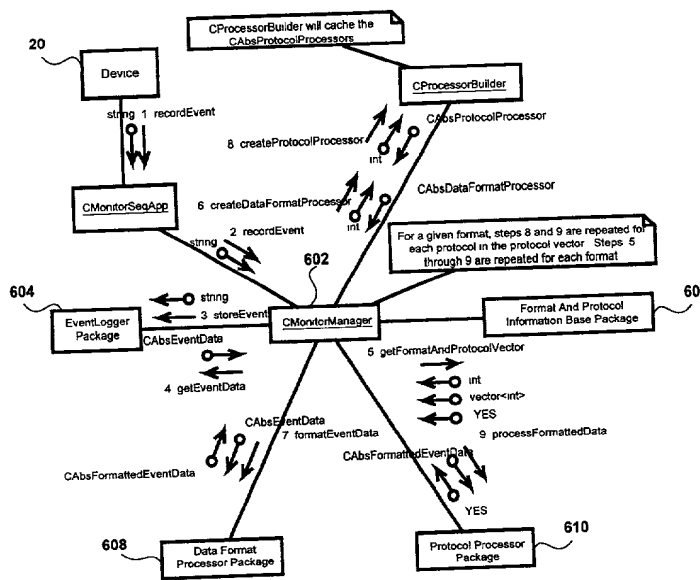 CProcessorBuilder will cache the
CAbsProtocolProcessors
20
Device
CProcessorBuilder
string 1 recordEvent
CAbsProtocolProcessor
8 createProtocolProcessor
int
CAbsDataFormatProcessor
6 createDataFormatProcessor
int
CMonitorSeqApp
2 recordEvent
string
For a given format, steps 8 and 9 are repeated for
each protocol in the protocol vector Steps 5
through 9 are repeated for each format
602
604
string
3 storeEvent
EventLogger
Package
CMonitorManager
Format And Protocol
Information Base Package
60
CAbsEventData
4 getEventData
5 getFormatAndProtocolVector
int
vector<int>
YES
CAbsEventData
7 formatEventData
9 processFormattedData
CAbsFormattedEventData
CAbsFormattedEventData
YES
608
Data Format
Processor Package
610
Protocol Processor
Package